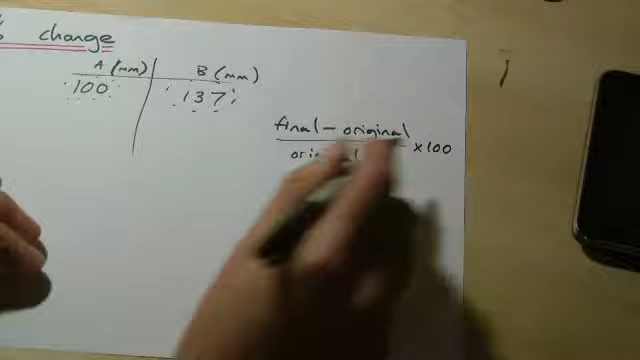 % change
A (mm) B (mm)
100 137
final - original
x100